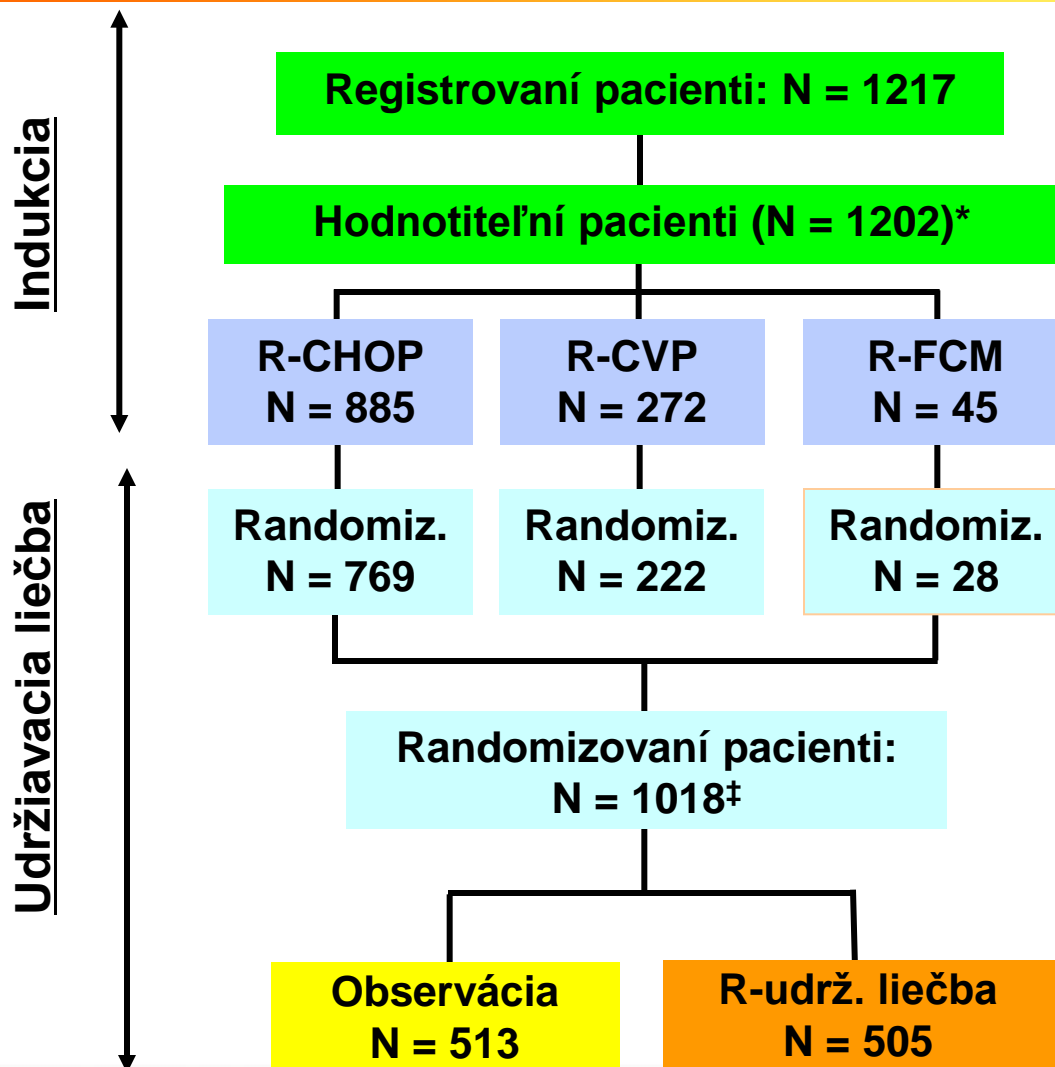 Indukcia
Registrovaní pacienti: N = 1217
Hodnotiteľní pacienti (N = 1202)*
R-CHOP
N = 885
R-CVP
N = 272
R-FCM
N = 45
Udržiavacia liečba
Randomiz.
N = 769
Randomiz.
N = 222
Randomiz.
N = 28
Randomizovaní pacienti:
N = 1018‡
Observácia
N = 513
R-udrž. liečba
N = 505